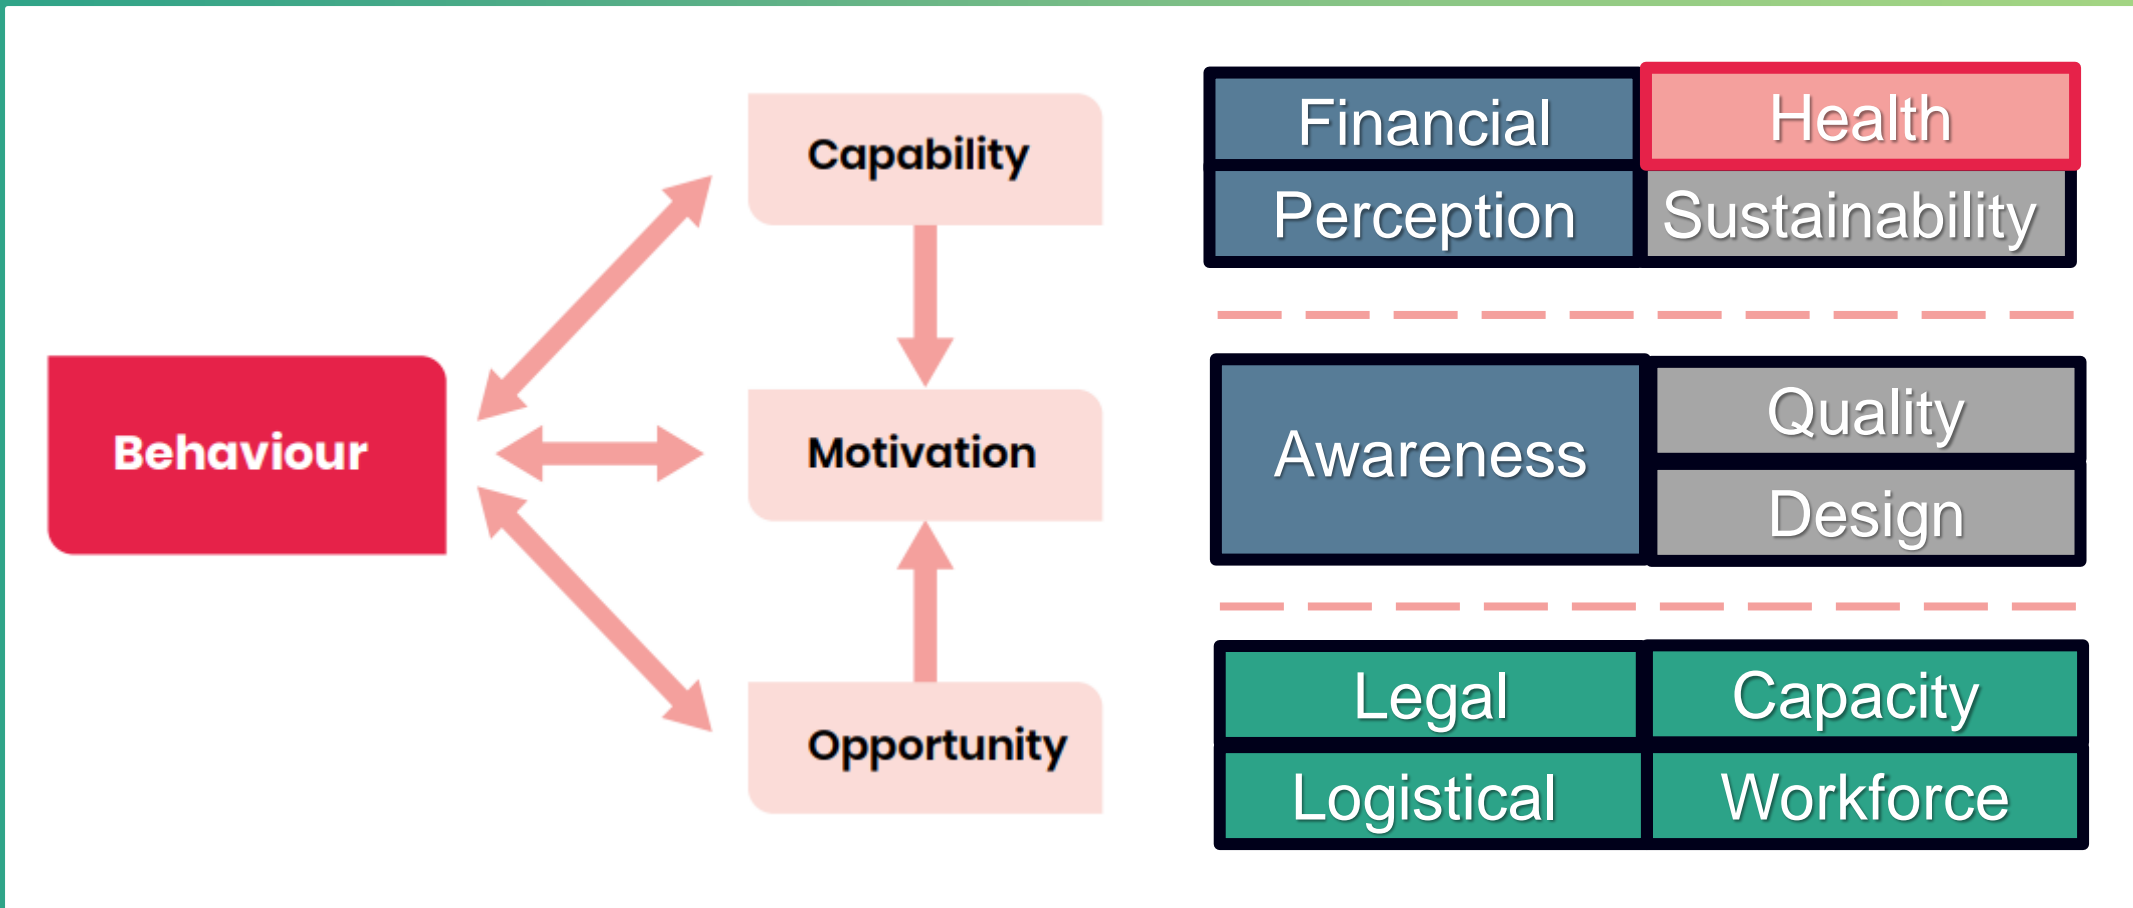 Behaviour
Capability
Motivation
Opportunity
Financial
Health
Perception
Sustainability
Awareness
Quality
Design
Legal
Capacity
Logistical
Workforce